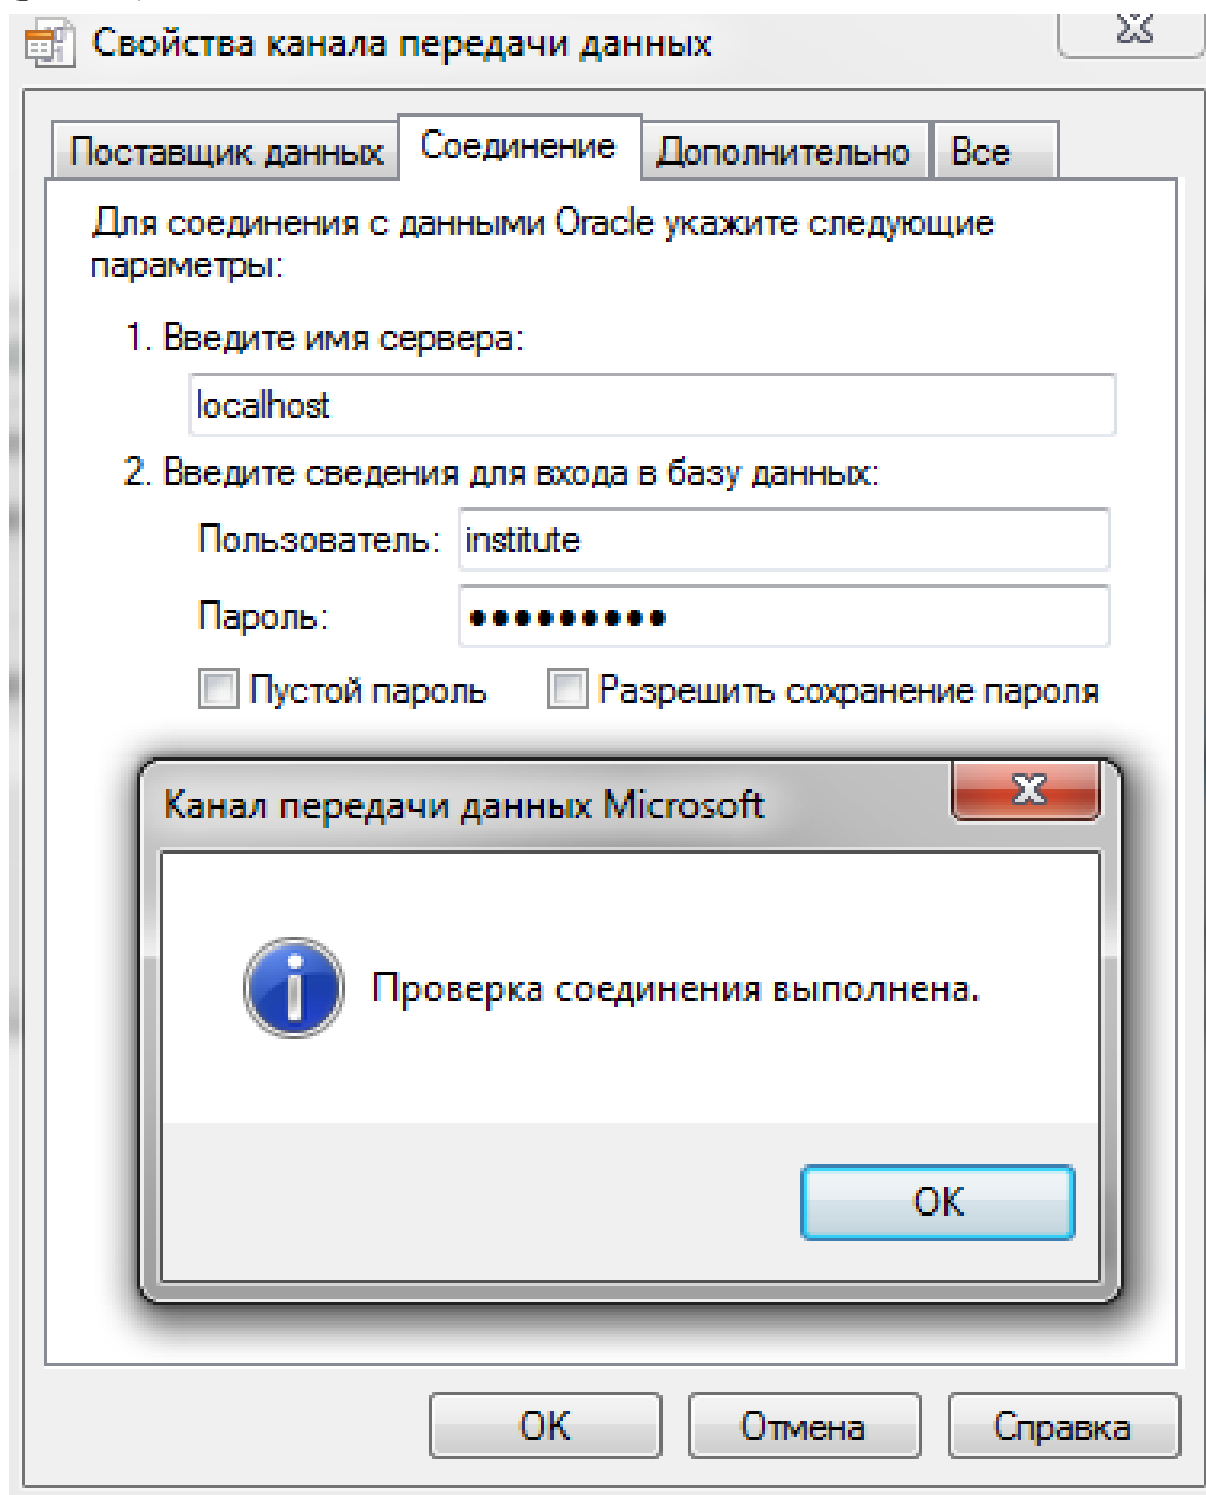 Свойства канала передачи данных
Поставщик данных Соединение Дополнительно Все
Для соединения с данными Oracle укажите следующие
параметры:
1. Введите имя сервера:
localhost
2. Введите сведения для входа в базу данных:
Пользователь: institute
Пароль: ●●●●●●●●●
Пустой пароль Разрешить сохранение пароля
Канал передачи данных Microsoft
Проверка соединения выполнена.
OK
OK Отмена Справка